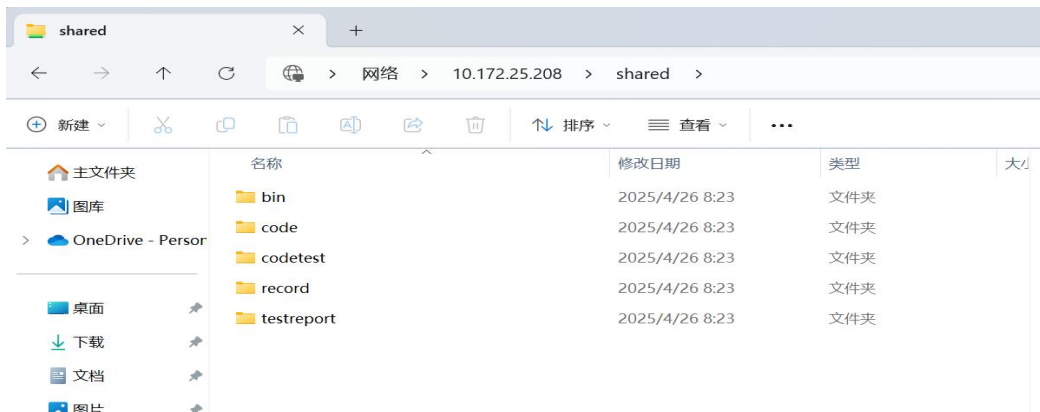 shared
网络 > 10.172.25.208 > shared >
新建 排序 查看 ...
名称 修改日期 类型
主文件夹
图库
OneDrive - Person
桌面
下载
文档
图片
bin 2025/4/26 8:23 文件夹
code 2025/4/26 8:23 文件夹
codetest 2025/4/26 8:23 文件夹
record 2025/4/26 8:23 文件夹
testreport 2025/4/26 8:23 文件夹